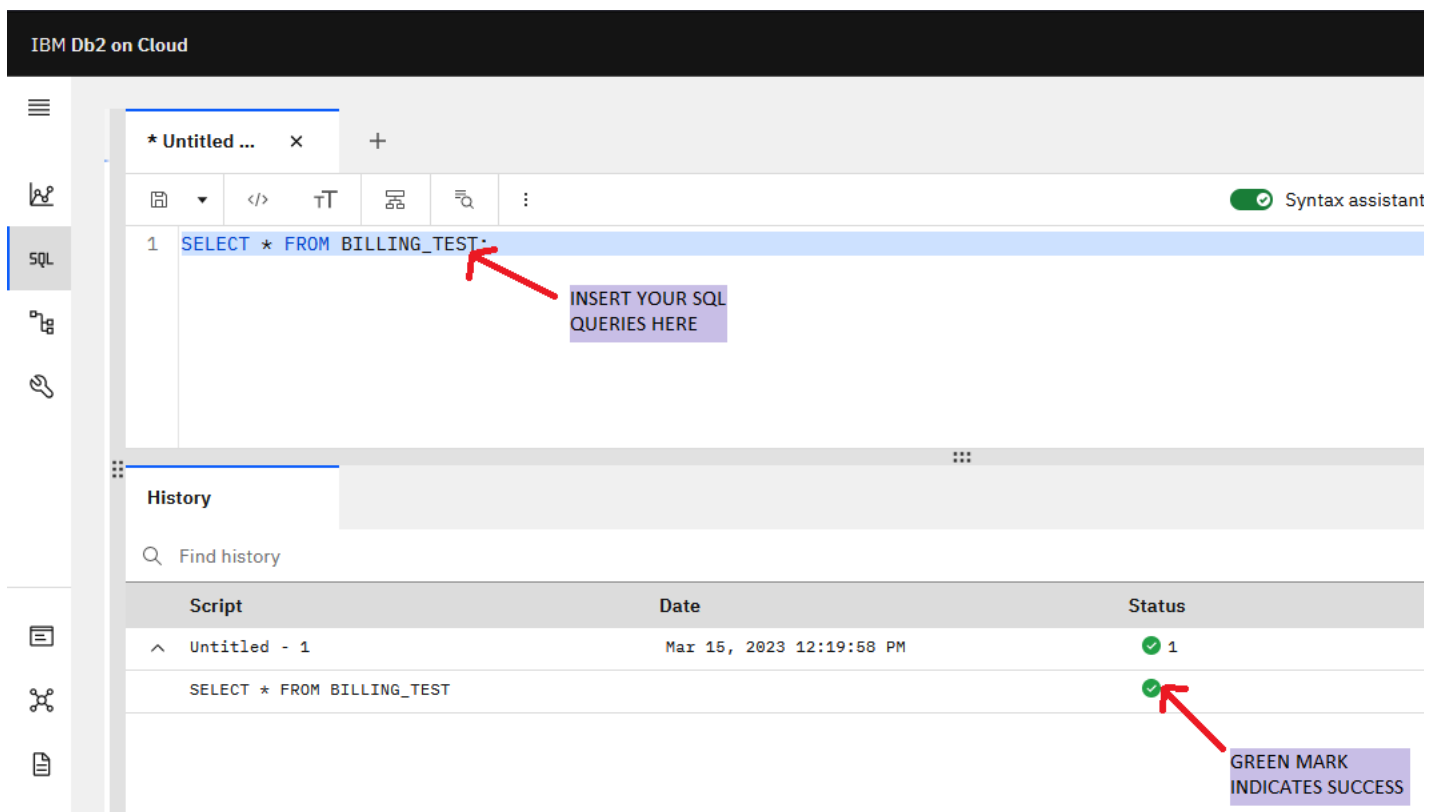 IBM Db2 on Cloud
* Untitled ...
Syntax assistant
SQL
1 SELECT * FROM BILLING_TEST;
INSERT YOUR SQL
QUERIES HERE
History
Find history
Script Date Status
Untitled - 1 Mar 15, 2023 12:19:58 PM 1
SELECT * FROM BILLING_TEST
GREEN MARK
INDICATES SUCCESS